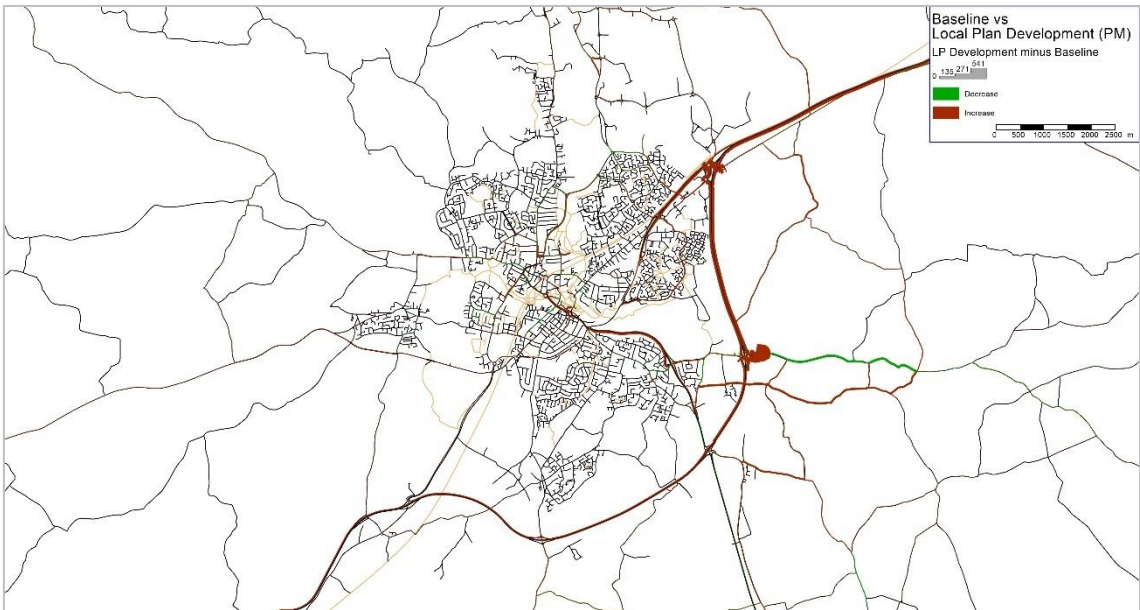 Baseline vs
Local Plan Development (PM)
LP Development minus Baseline
0 135 271 541
Decrease
Increase
0 500 1000 1500 2000 2500 m